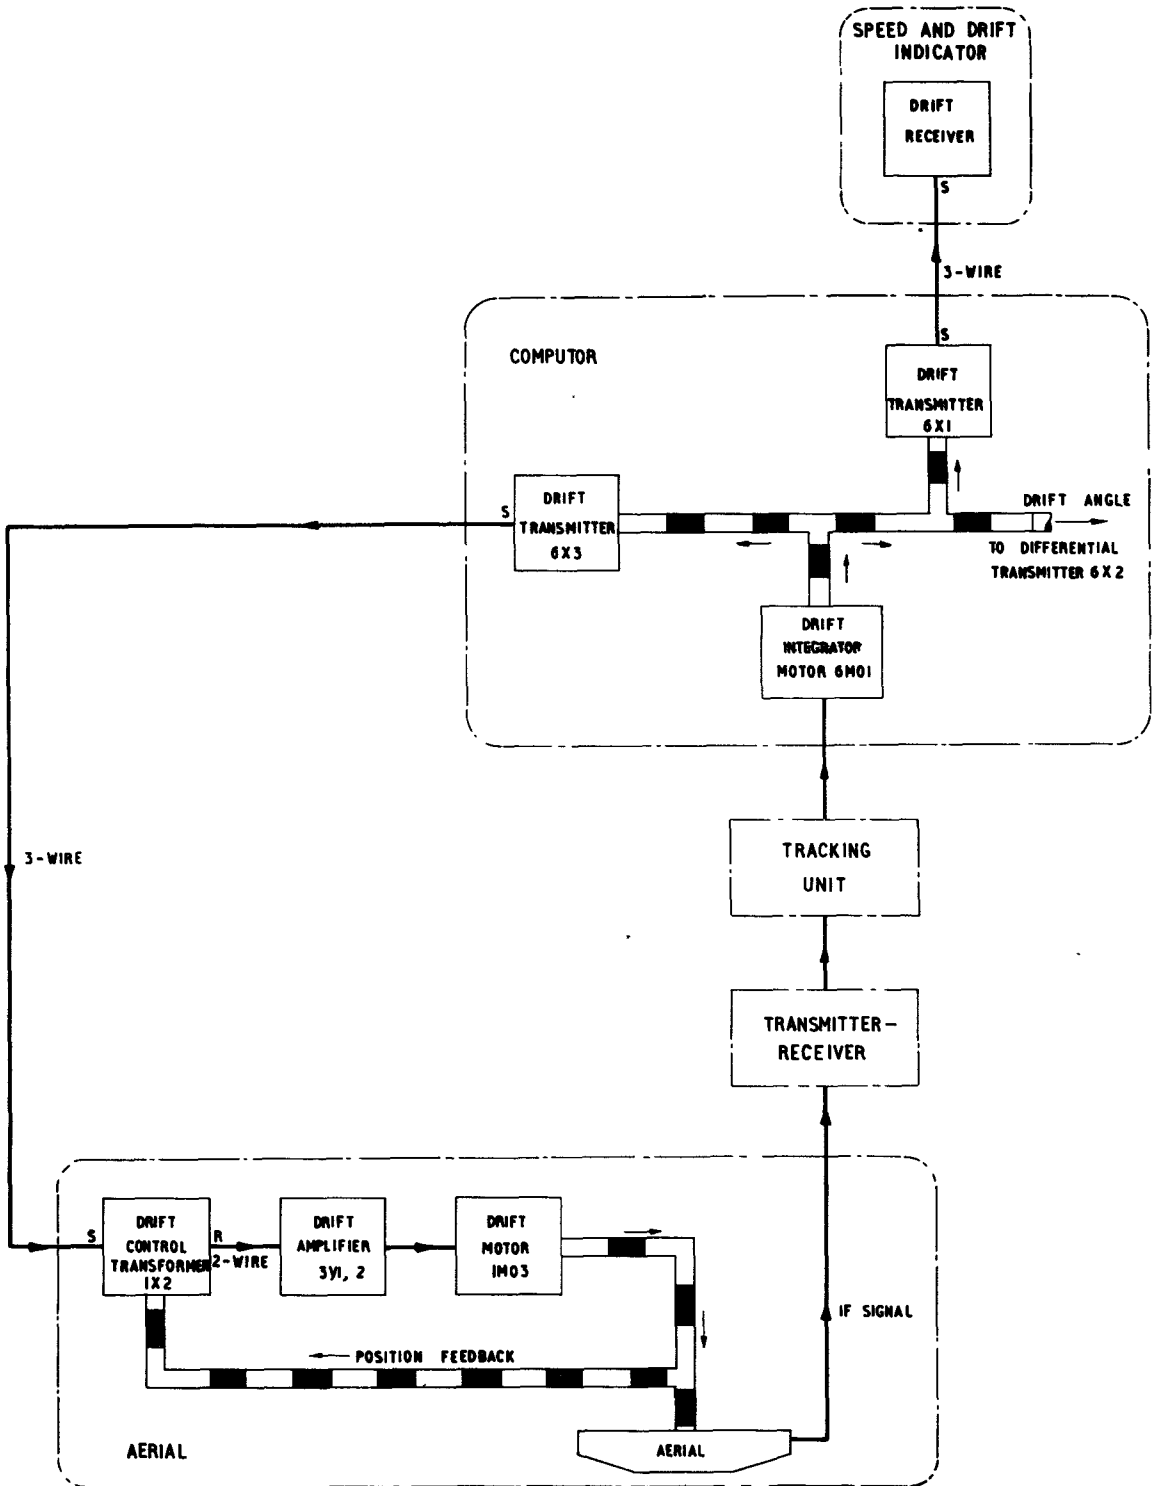 SPEED AND DRIFT
INDICATOR
DRIFT
RECEIVER
S
3-WIRE
S
COMPUTOR
DRIFT
TRANSMITTER
6X1
DRIFT
TRANSMITTER
6X3
S
DRIFT ANGLE
TO DIFFERENTIAL
TRANSMITTER 6X2
DRIFT
INTEGRATOR
MOTOR 6M01
3-WIRE
TRACKING
UNIT
TRANSMITTER-
RECEIVER
IF SIGNAL
S
DRIFT
CONTROL
TRANSFORMER
1X2
R
2-WIRE
DRIFT
AMPLIFIER
3V1, 2
DRIFT
MOTOR
1M03
POSITION FEEDBACK
AERIAL
AERIAL